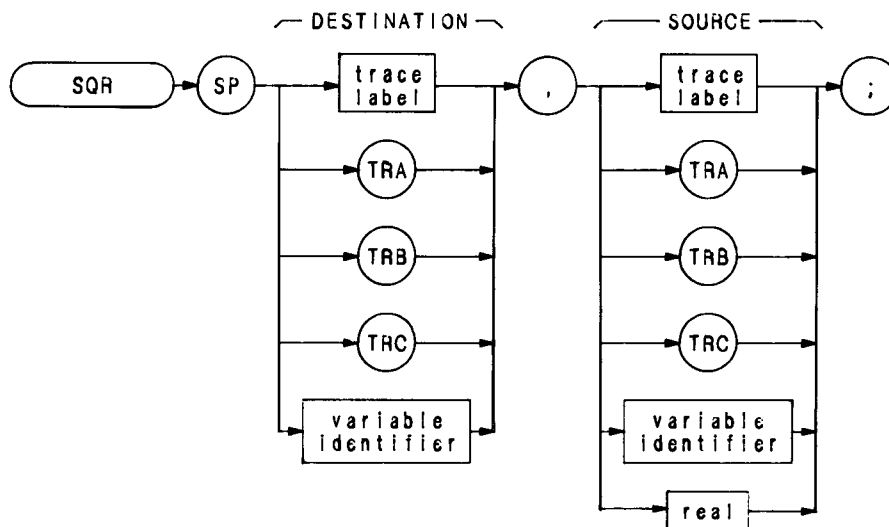 DESTINATION SOURCE
SQR SP trace label , trace label ;
TRA TRA
TRB TRB
TRC TRC
variable identifier variable identifier
real